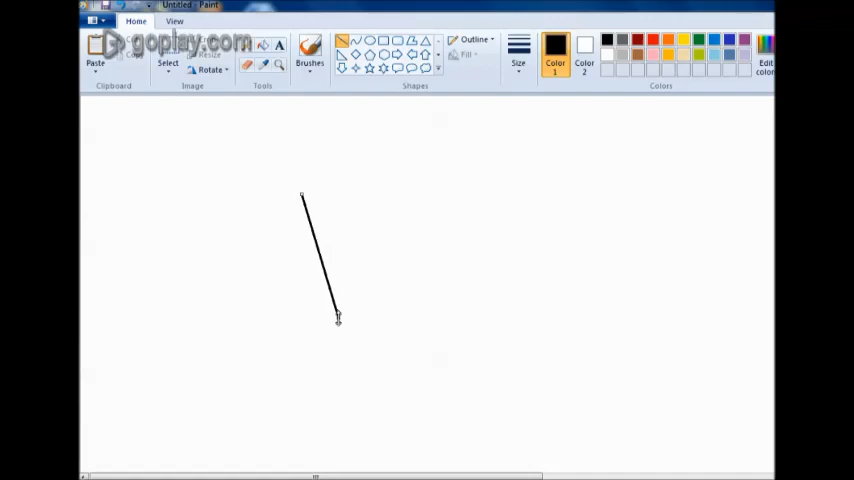 Untitled - Paint
Home
View
goplay.com
Paste
Select
Resize
Rotate
A
Brushes
Outline
Fill
Size
Color 1
Color 2
Edit colors
Clipboard
Image
Tools
Shapes
Colors